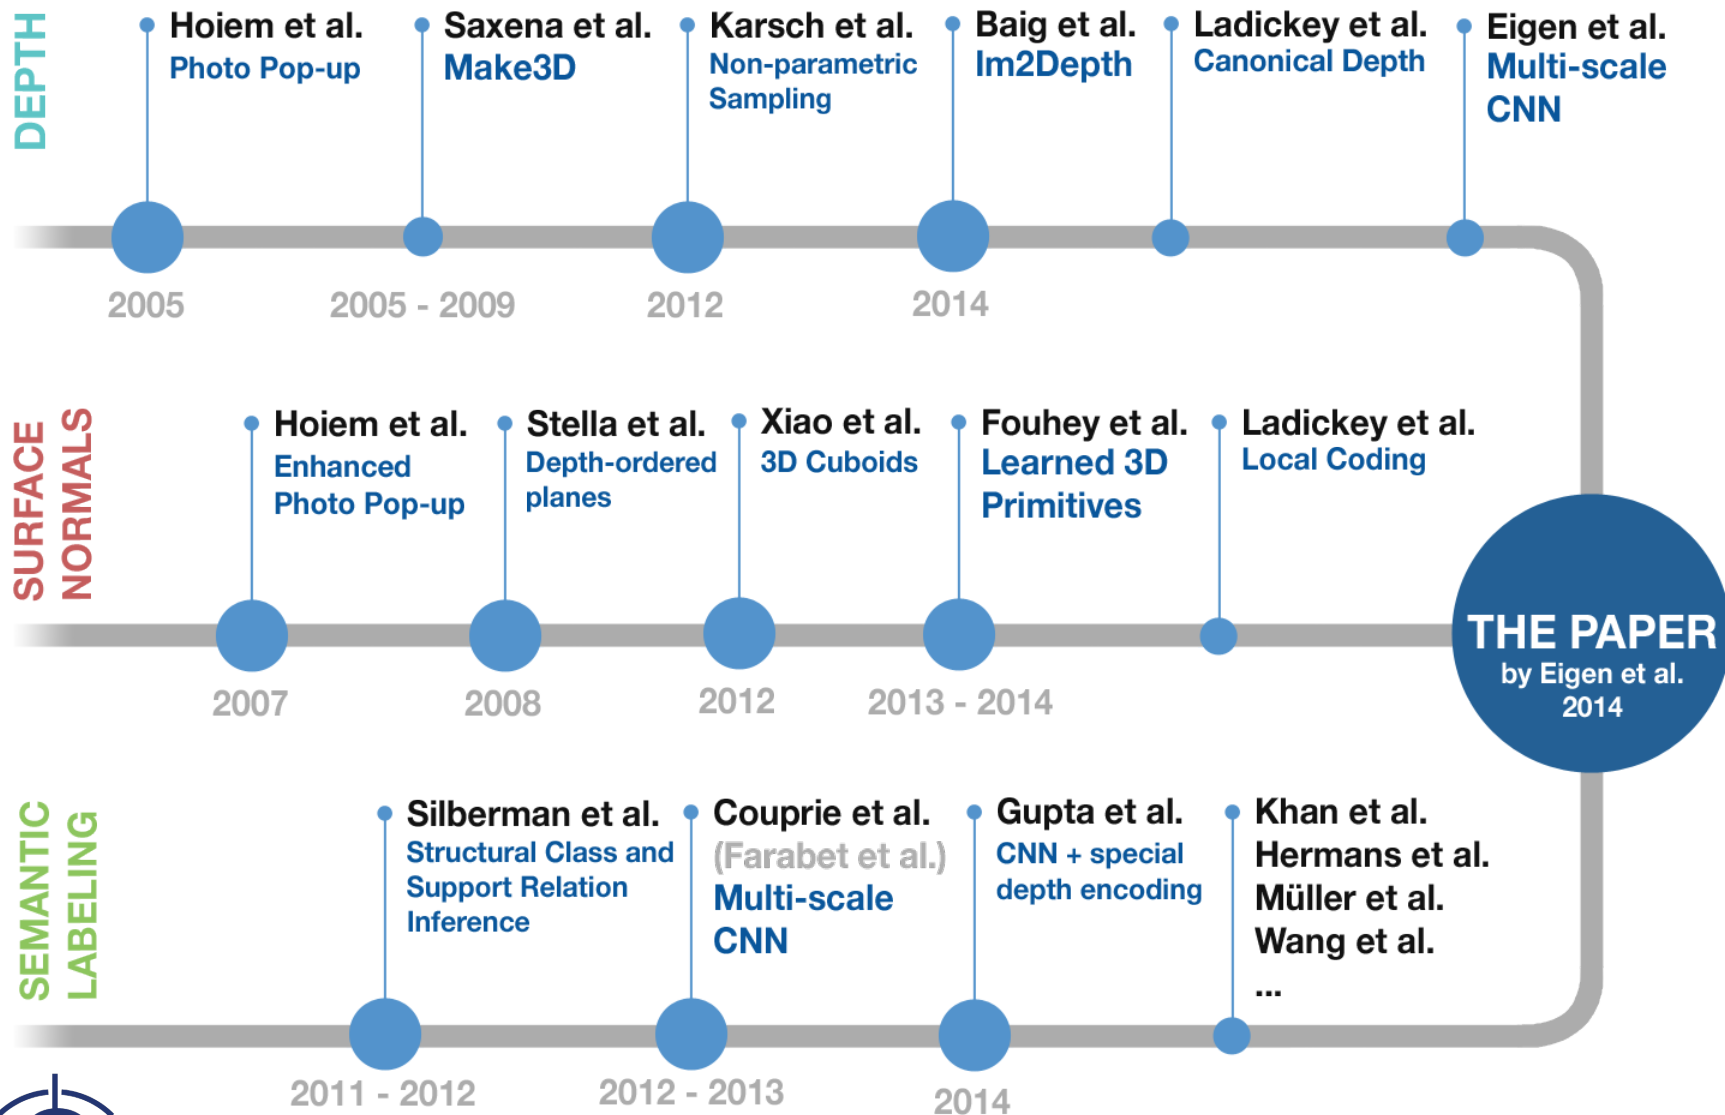 DEPTH
Hoiem et al.
Photo Pop-up
Saxena et al.
Make3D
Karsch et al.
Non-parametric
Sampling
Baig et al.
Im2Depth
Ladickey et al.
Canonical Depth
Eigen et al.
Multi-scale
CNN
2005
2005 - 2009
2012
2014
SURFACE
NORMALS
Hoiem et al.
Enhanced
Photo Pop-up
Stella et al.
Depth-ordered
planes
Xiao et al.
3D Cuboids
Fouhey et al.
Learned 3D
Primitives
Ladickey et al.
Local Coding
2007
2008
2012
2013 - 2014
THE PAPER
by Eigen et al.
2014
SEMANTIC
LABELING
Silberman et al.
Structural Class and
Support Relation
Inference
Couprie et al.
(Farabet et al.)
Multi-scale
CNN
Gupta et al.
CNN + special
depth encoding
Khan et al.
Hermans et al.
Müller et al.
Wang et al.
...
2011 - 2012
2012 - 2013
2014